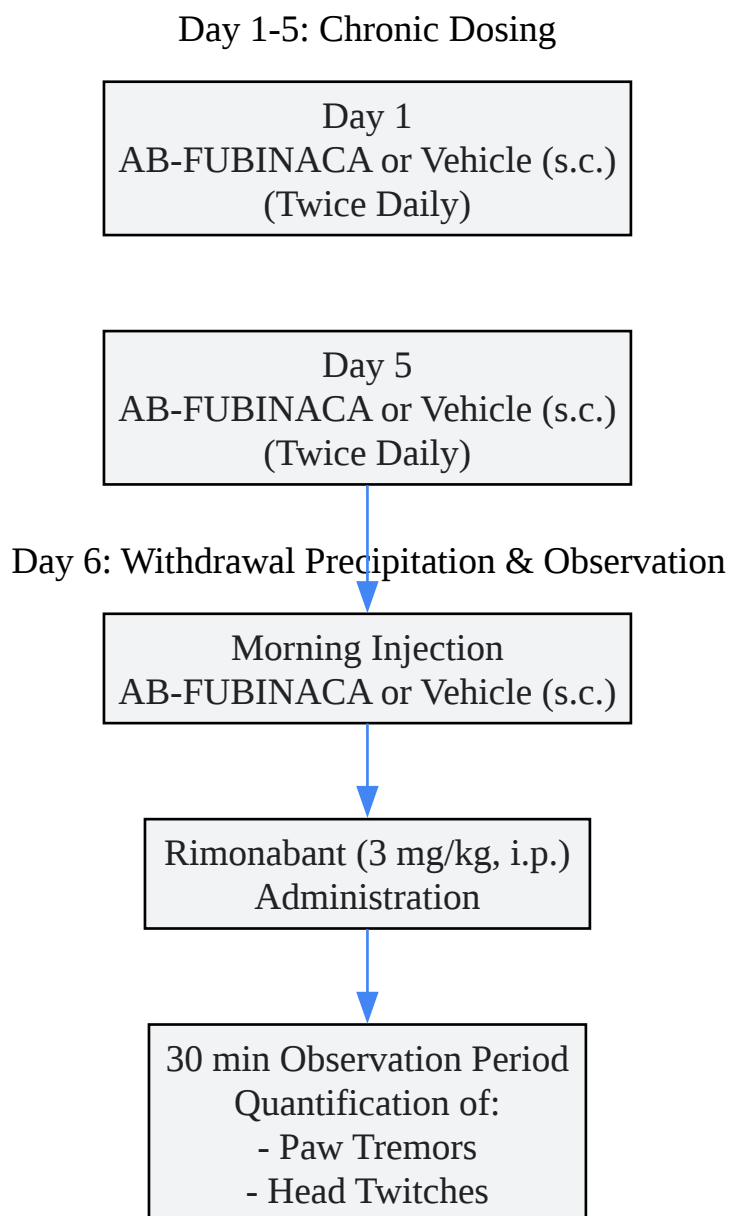 Day 1-5: Chronic Dosing
Day 1
AB-FUBINACA or Vehicle (s.c.)
(Twice Daily)
Day 5
AB-FUBINACA or Vehicle (s.c.)
(Twice Daily)
Day 6: Withdrawal Precipitation & Observation
Morning Injection
AB-FUBINACA or Vehicle (s.c.)
Rimonabant (3 mg/kg, i.p.)
Administration
30 min Observation Period
Quantification of:
- Paw Tremors
- Head Twitches